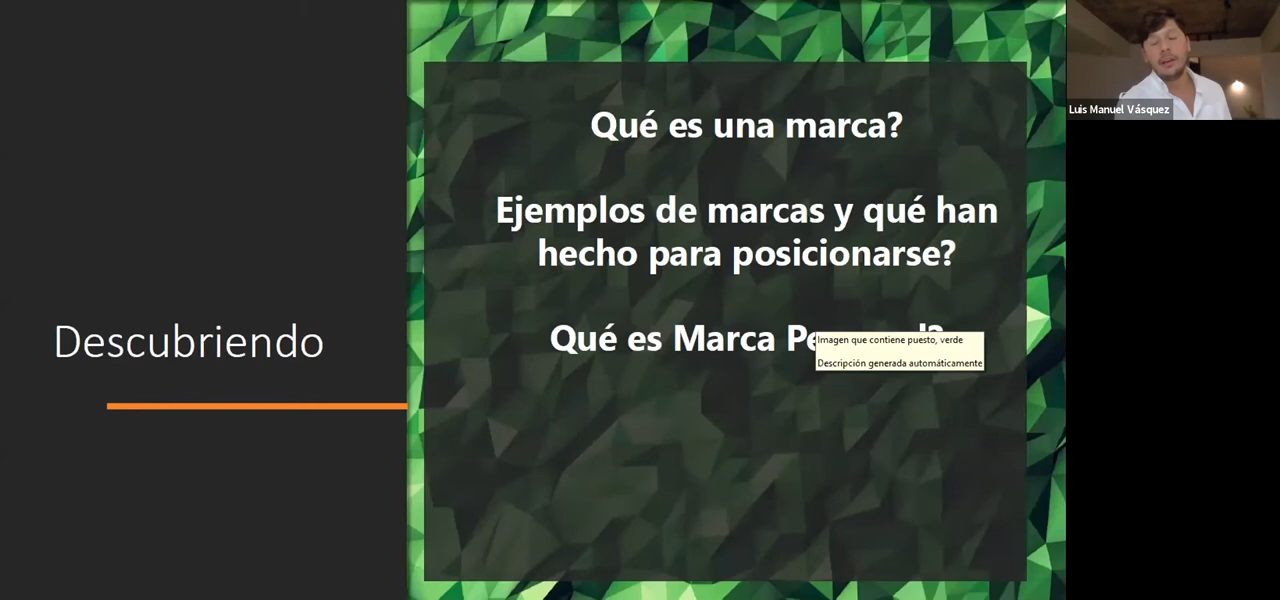 Descubriendo
Qué es una marca?
Ejemplos de marcas y qué han
hecho para posicionarse?
Qué es Marca
Imagen que contiene puesto, verde
Descripción generada automáticamente
Luis Manuel Vásquez